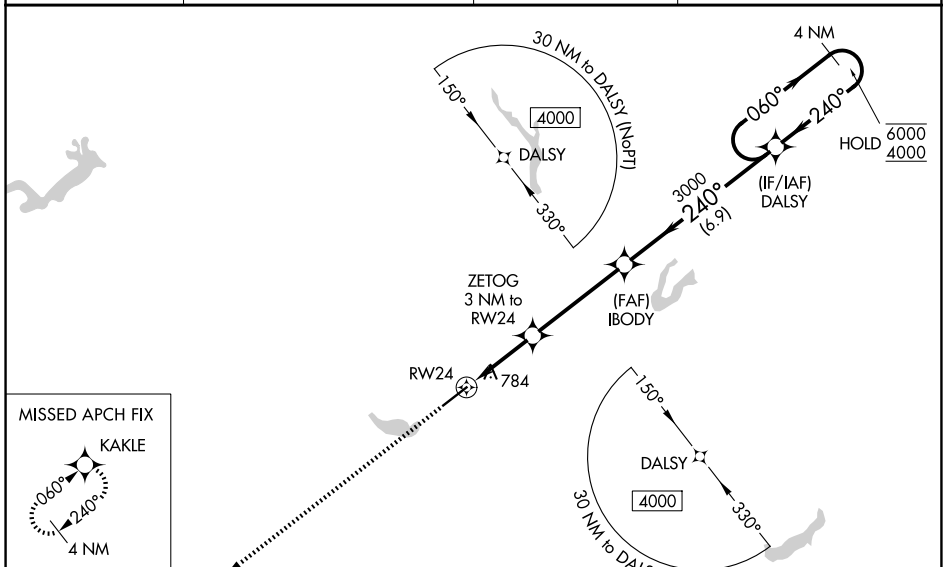 30 NM to DALSY (NoPT)
150°
4000
DALSY
330°
4 NM
060°
240°
HOLD
6000
4000
(IF/IAF)
DALSY
3000
240°
(6.9)
(FAF)
IBODY
ZETOG
3 NM to
RW24
RW24
784
MISSED APCH FIX
KAKLE
060°
240°
4 NM
150°
DALSY
4000
330°
30 NM to DALSY